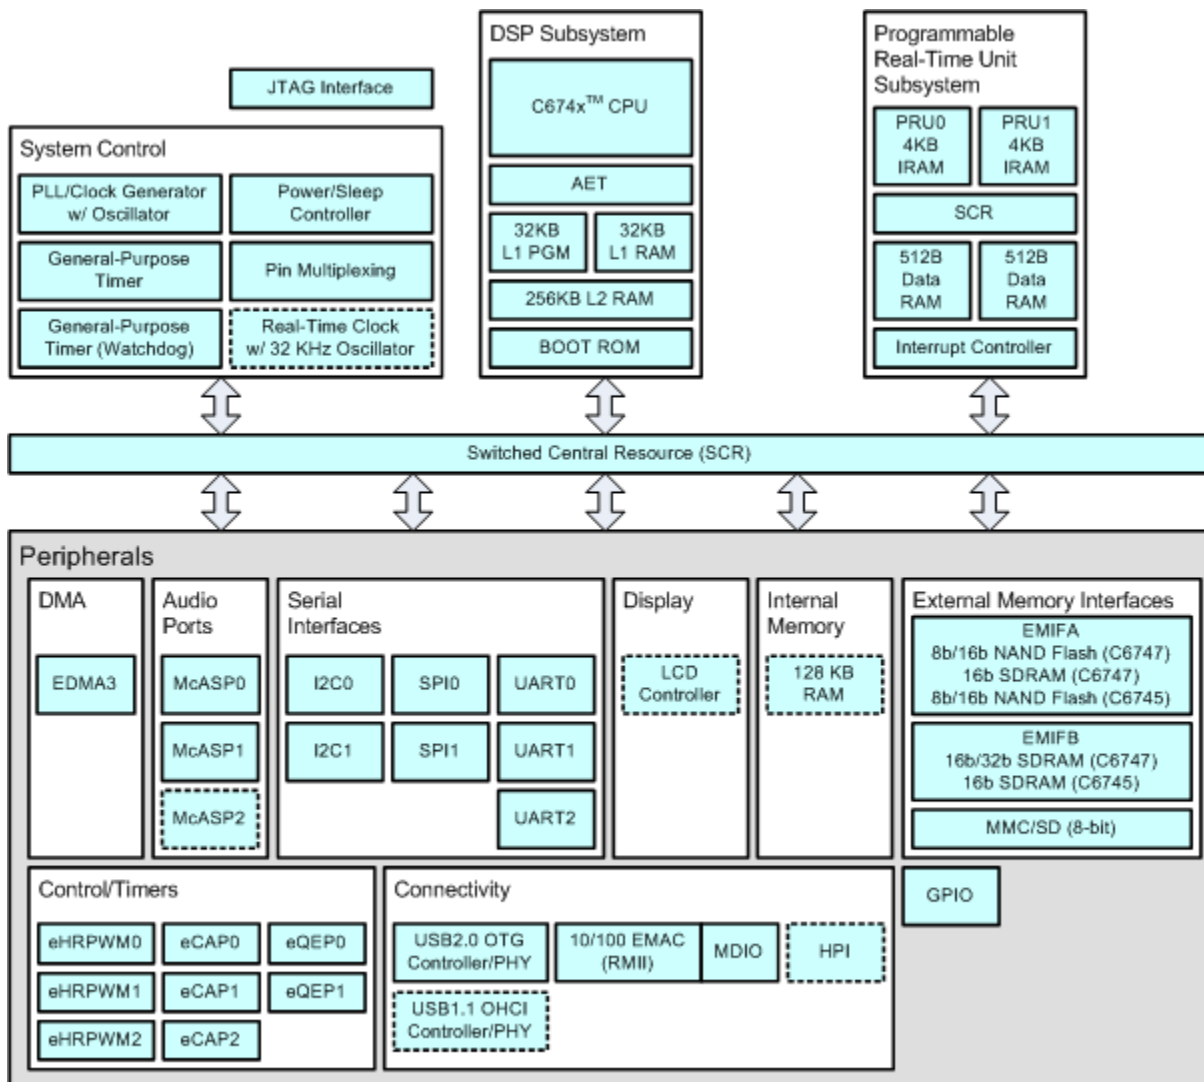 JTAG Interface
System Control
PLL/Clock Generator
w/ Oscillator
Power/Sleep
Controller
General-Purpose
Timer
Pin Multiplexing
General-Purpose
Timer (Watchdog)
Real-Time Clock
w/ 32 KHz Oscillator
DSP Subsystem
C674x™ CPU
AET
32KB
L1 PGM
32KB
L1 RAM
256KB L2 RAM
BOOT ROM
Programmable
Real-Time Unit
Subsystem
PRU0
4KB
IRAM
PRU1
4KB
IRAM
SCR
512B
Data
RAM
512B
Data
RAM
Interrupt Controller
Switched Central Resource (SCR)
Peripherals
DMA
EDMA3
Audio
Ports
McASP0
McASP1
McASP2
Serial
Interfaces
I2C0
SPI0
UART0
I2C1
SPI1
UART1
UART2
Display
LCD
Controller
Internal
Memory
128 KB
RAM
External Memory Interfaces
EMIFA
8b/16b NAND Flash (C6747)
16b SDRAM (C6747)
8b/16b NAND Flash (C6745)
EMIFB
16b/32b SDRAM (C6747)
16b SDRAM (C6745)
MMC/SD (8-bit)
Control/Timers
eHRPWM0
eCAP0
eQEP0
eHRPWM1
eCAP1
eQEP1
eHRPWM2
eCAP2
Connectivity
USB2.0 OTG
Controller/PHY
10/100 EMAC
(RMII)
MDIO
HPI
USB1.1 OHCI
Controller/PHY
GPIO